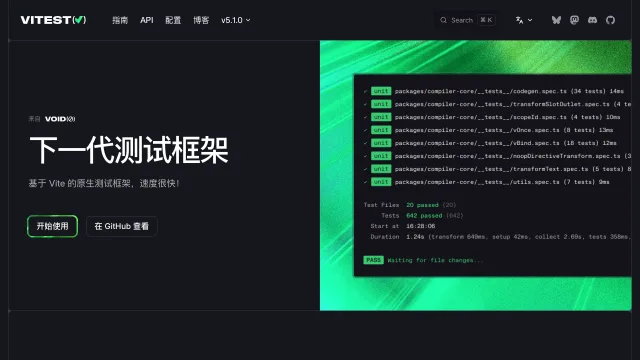 VITEST
指南 API 配置 博客 v5.1.0 Search ⌘ K
来自 VOID(0)
下一代测试框架
基于 Vite 的原生测试框架，速度很快！
开始使用 在 GitHub 查看
✓ unit packages/compiler-core/__tests__/codegen.spec.ts (34 tests) 14ms
✓ unit packages/compiler-core/__tests__/transformSlotOutlet.spec.ts (4 te
✓ unit packages/compiler-core/__tests__/scopeId.spec.ts (4 tests) 10ms
✓ unit packages/compiler-core/__tests__/vOnce.spec.ts (8 tests) 13ms
✓ unit packages/compiler-core/__tests__/vBind.spec.ts (18 tests) 12ms
✓ unit packages/compiler-core/__tests__/noopDirectiveTransform.spec.ts (3
✓ unit packages/compiler-core/__tests__/transformText.spec.ts (5 tests) 8
✓ unit packages/compiler-core/__tests__/utils.spec.ts (7 tests) 9ms
Test Files 20 passed (20)
Tests 642 passed (642)
Start at 16:28:06
Duration 1.24s (transform 649ms, setup 42ms, collect 2.69s, tests 358ms,
PASS Waiting for file changes...